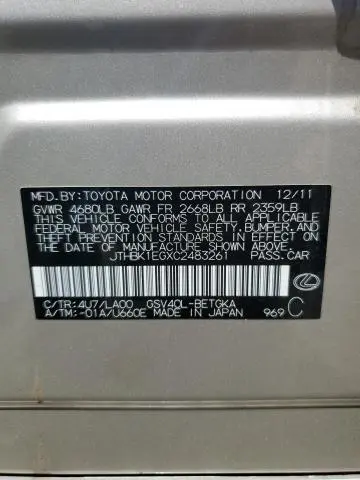 MFD.BY:TOYOTA MOTOR CORPORATION 12/11
GVWR 4680LB GAWR FR 2668LB RR 2359LB
THIS VEHICLE CONFORMS TO ALL APPLICABLE
FEDERAL MOTOR VEHICLE SAFETY,BUMPER,AND
THEFT PREVENTION STANDARDS IN EFFECT ON
THE DATE OF MANUFACTURE SHOWN ABOVE.
JTHBK1EGXC2483261 PASS.CAR
C/TR:4U7/LA00 GSV40L-BETGKA
A/TM:-01A/U660E MADE IN JAPAN 969 C